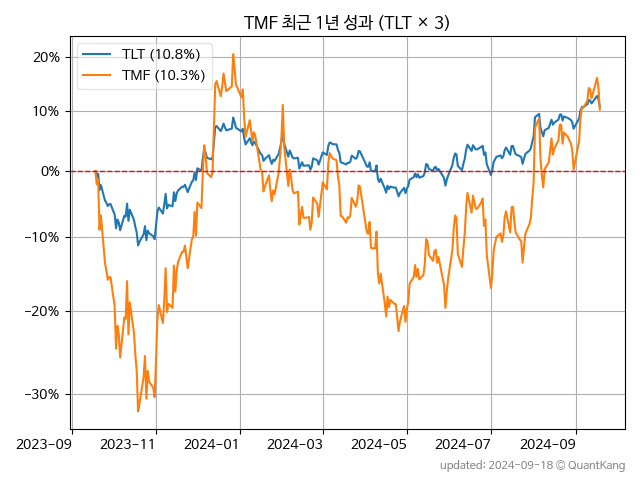 TMF 최근 1년 성과 (TLT × 3)
TLT (10.8%)
TMF (10.3%)
20%
10%
0%
−10%
−20%
−30%
2023−09 2023−11 2024−01 2024−03 2024−05 2024−07 2024−09
updated: 2024-09-18 ⓒ QuantKang